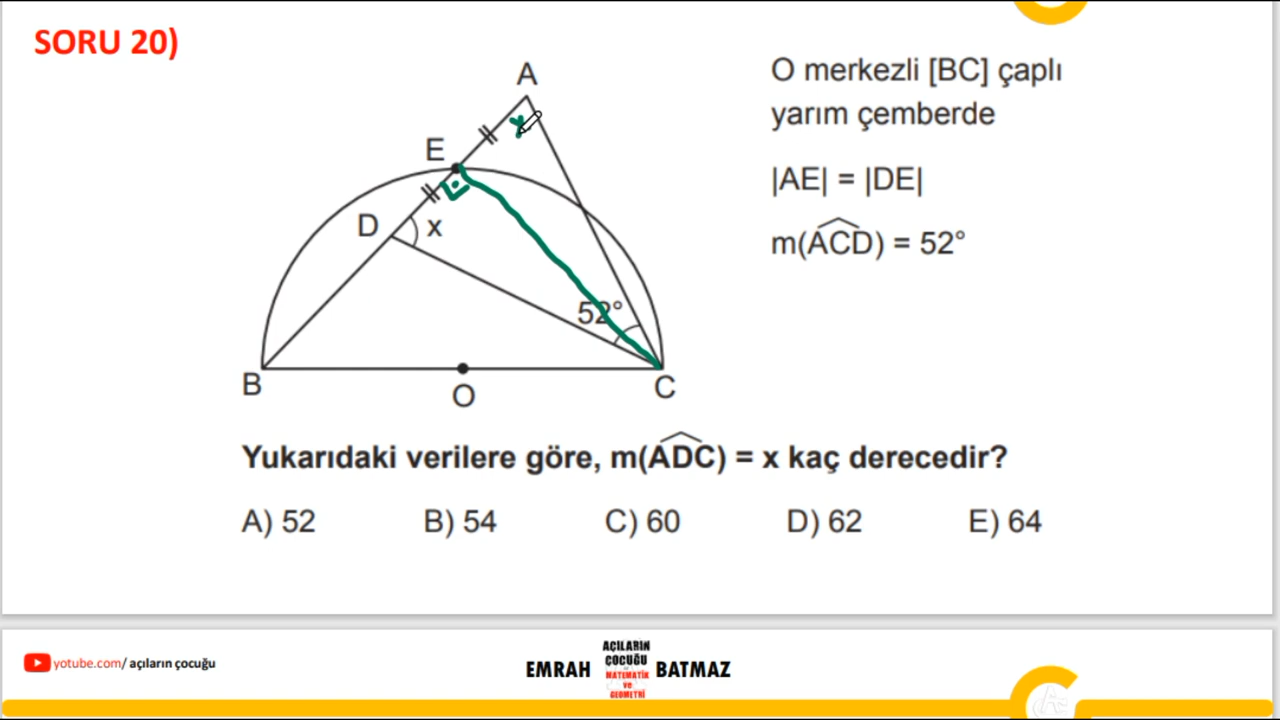 SORU 20)
A
E
D
x
x
52°
B
O
C
O merkezli [BC] çaplı
yarım çemberde
|AE| = |DE|
m(ACD) = 52°
Yukarıdaki verilere göre, m(ADC) = x kaç derecedir?
A) 52 B) 54 C) 60 D) 62 E) 64
yotube.com/ açıların çocuğu
EMRAH
AÇILARIN
ÇOCUĞU
MATEMATİK
ve
GEOMETRİ
BATMAZ